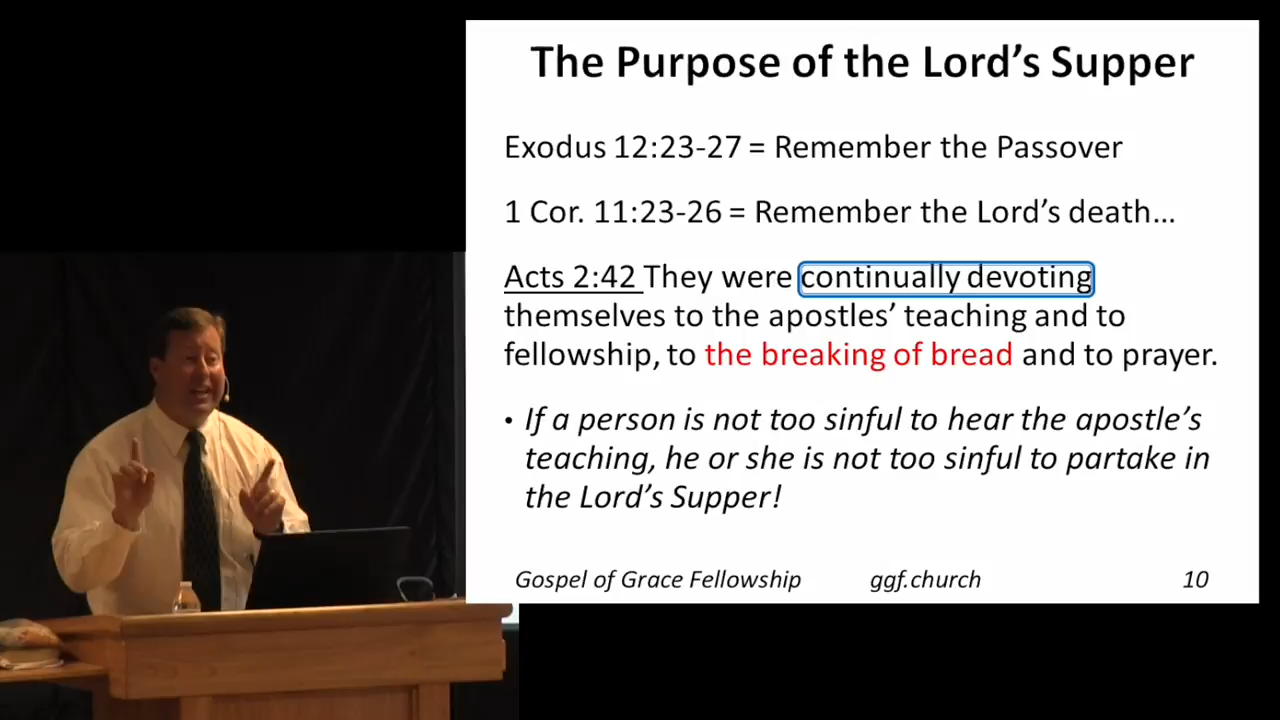 The Purpose of the Lord’s Supper
Exodus 12:23-27 = Remember the Passover
1 Cor. 11:23-26 = Remember the Lord’s death…
Acts 2:42 They were continually devoting
themselves to the apostles’ teaching and to
fellowship, to the breaking of bread and to prayer.
• If a person is not too sinful to hear the apostle’s
teaching, he or she is not too sinful to partake in
the Lord’s Supper!
Gospel of Grace Fellowship ggf.church 10